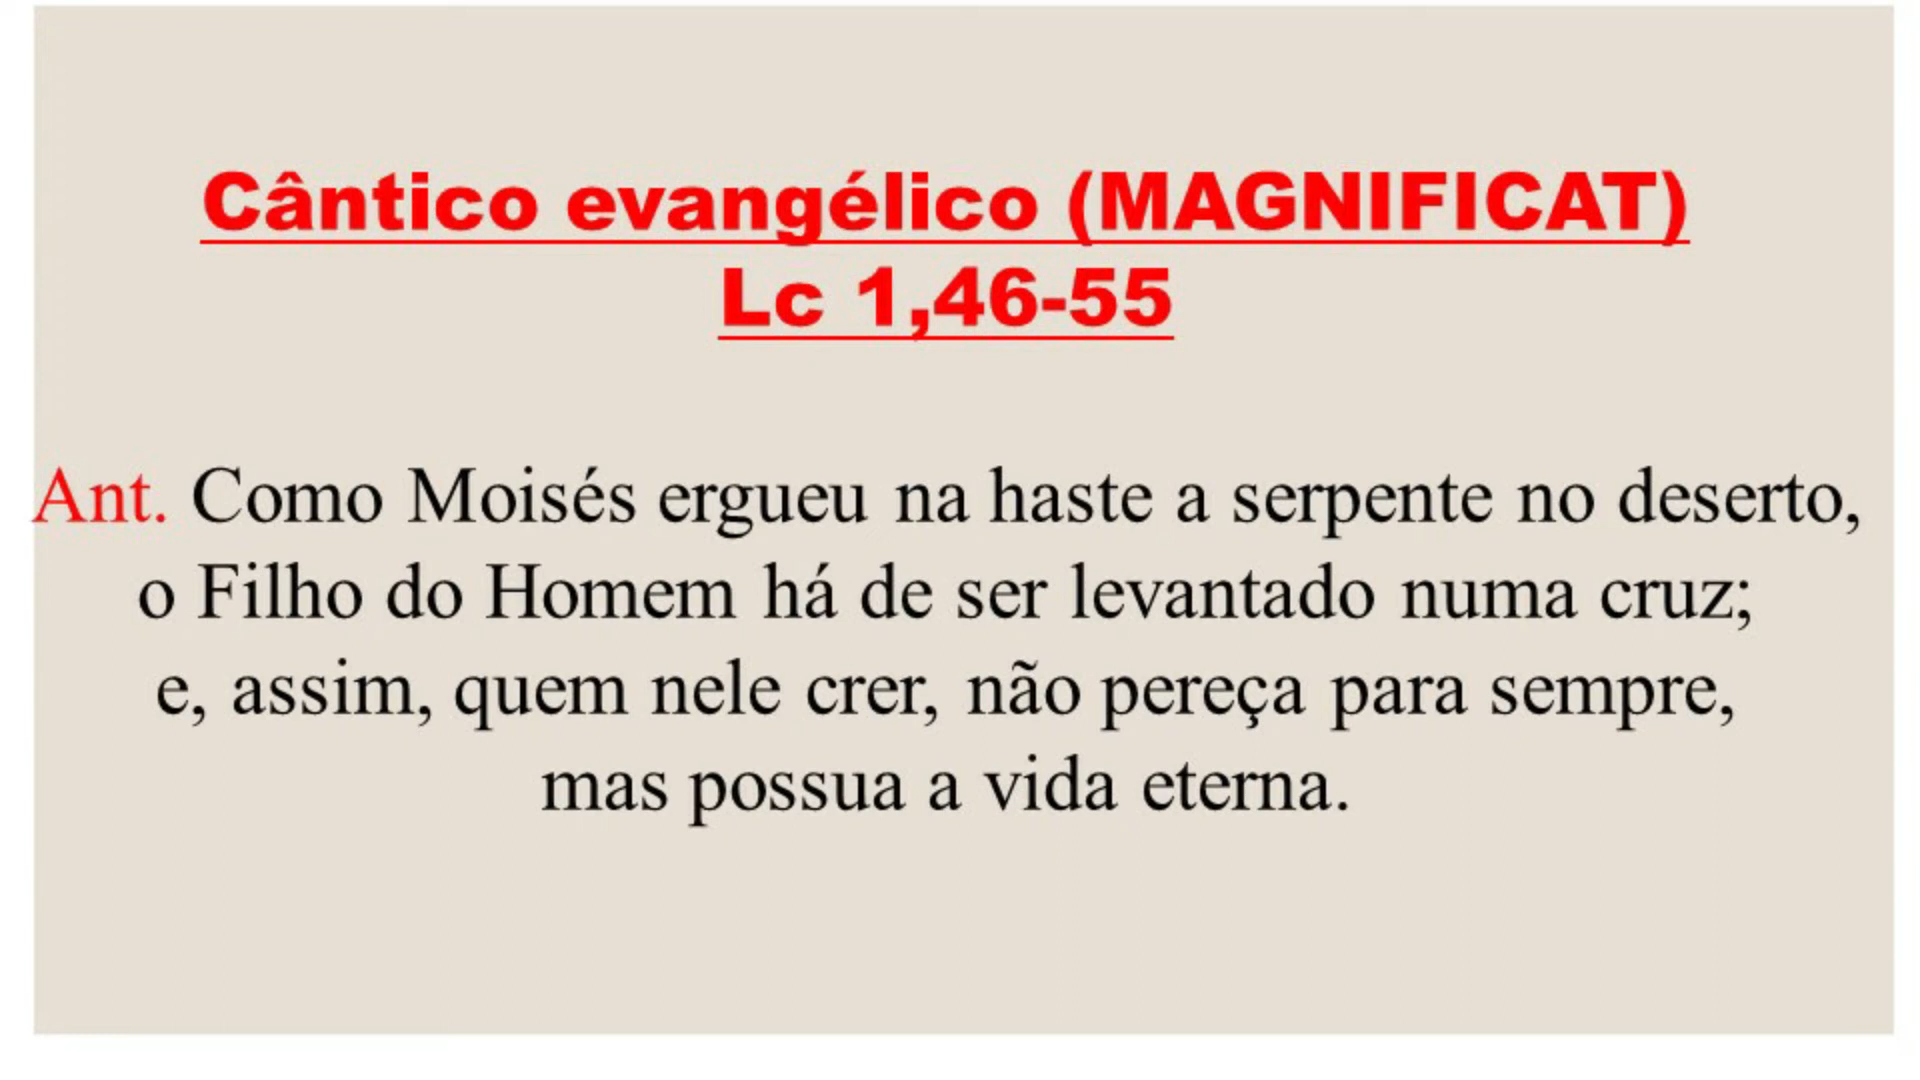 Cântico evangélico (MAGNIFICAT)
Lc 1,46-55
Ant. Como Moisés ergueu na haste a serpente no deserto,
o Filho do Homem há de ser levantado numa cruz;
e, assim, quem nele crer, não pereça para sempre,
mas possua a vida eterna.